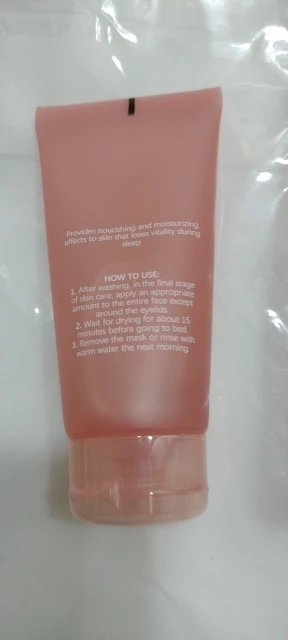 Provides nourishing and moisturizing
effects to skin that loses vitality during
sleep
HOW TO USE:
1. After washing, in the final stage
of skin care, apply an appropriate
amount to the entire face except
around the eyelids.
2. Wait for drying for about 15
minutes before going to bed.
3. Remove the mask or rinse with
warm water the next morning.